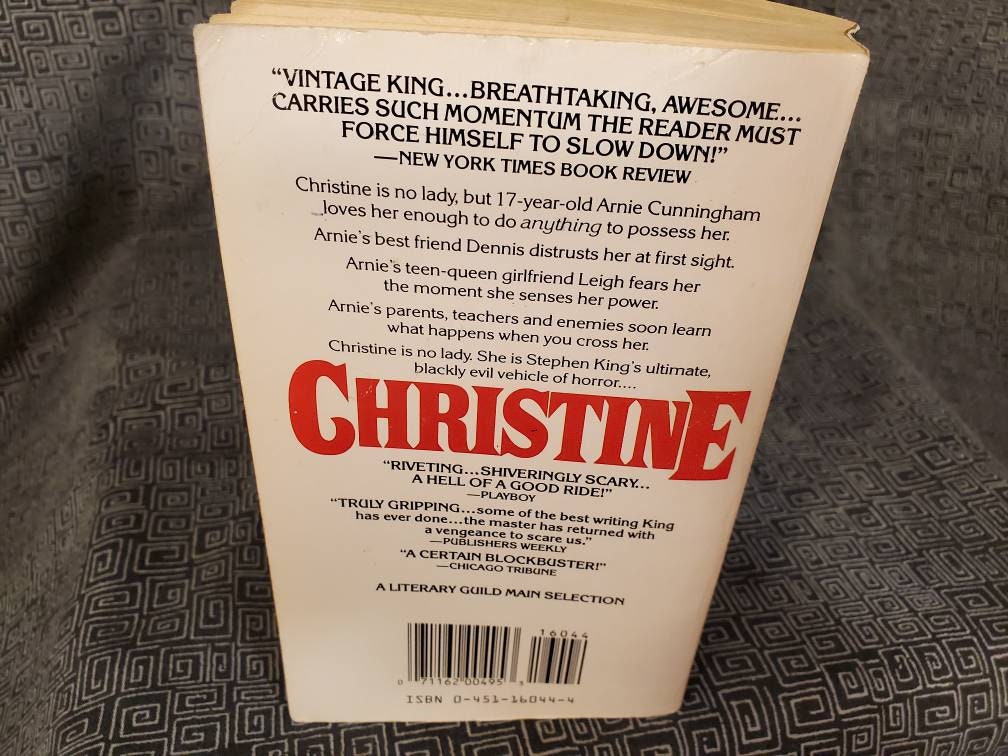 “VINTAGE KING...BREATHTAKING, AWESOME...
CARRIES SUCH MOMENTUM THE READER MUST
FORCE HIMSELF TO SLOW DOWN!”
—NEW YORK TIMES BOOK REVIEW
Christine is no lady, but 17-year-old Arnie Cunningham
loves her enough to do anything to possess her.
Arnie’s best friend Dennis distrusts her at first sight.
Arnie’s teen-queen girlfriend Leigh fears her
the moment she senses her power.
Arnie’s parents, teachers and enemies soon learn
what happens when you cross her.
Christine is no lady. She is Stephen King’s ultimate,
blackly evil vehicle of horror....
CHRISTINE
“RIVETING...SHIVERINGLY SCARY...
A HELL OF A GOOD RIDE!”
—PLAYBOY
“TRULY GRIPPING...some of the best writing King
has ever done...the master has returned with
a vengeance to scare us.”
—PUBLISHERS WEEKLY
“A CERTAIN BLOCKBUSTER!”
—CHICAGO TRIBUNE
A LITERARY GUILD MAIN SELECTION
16044
0 71162 00495 3
ISBN 0-451-16044-4